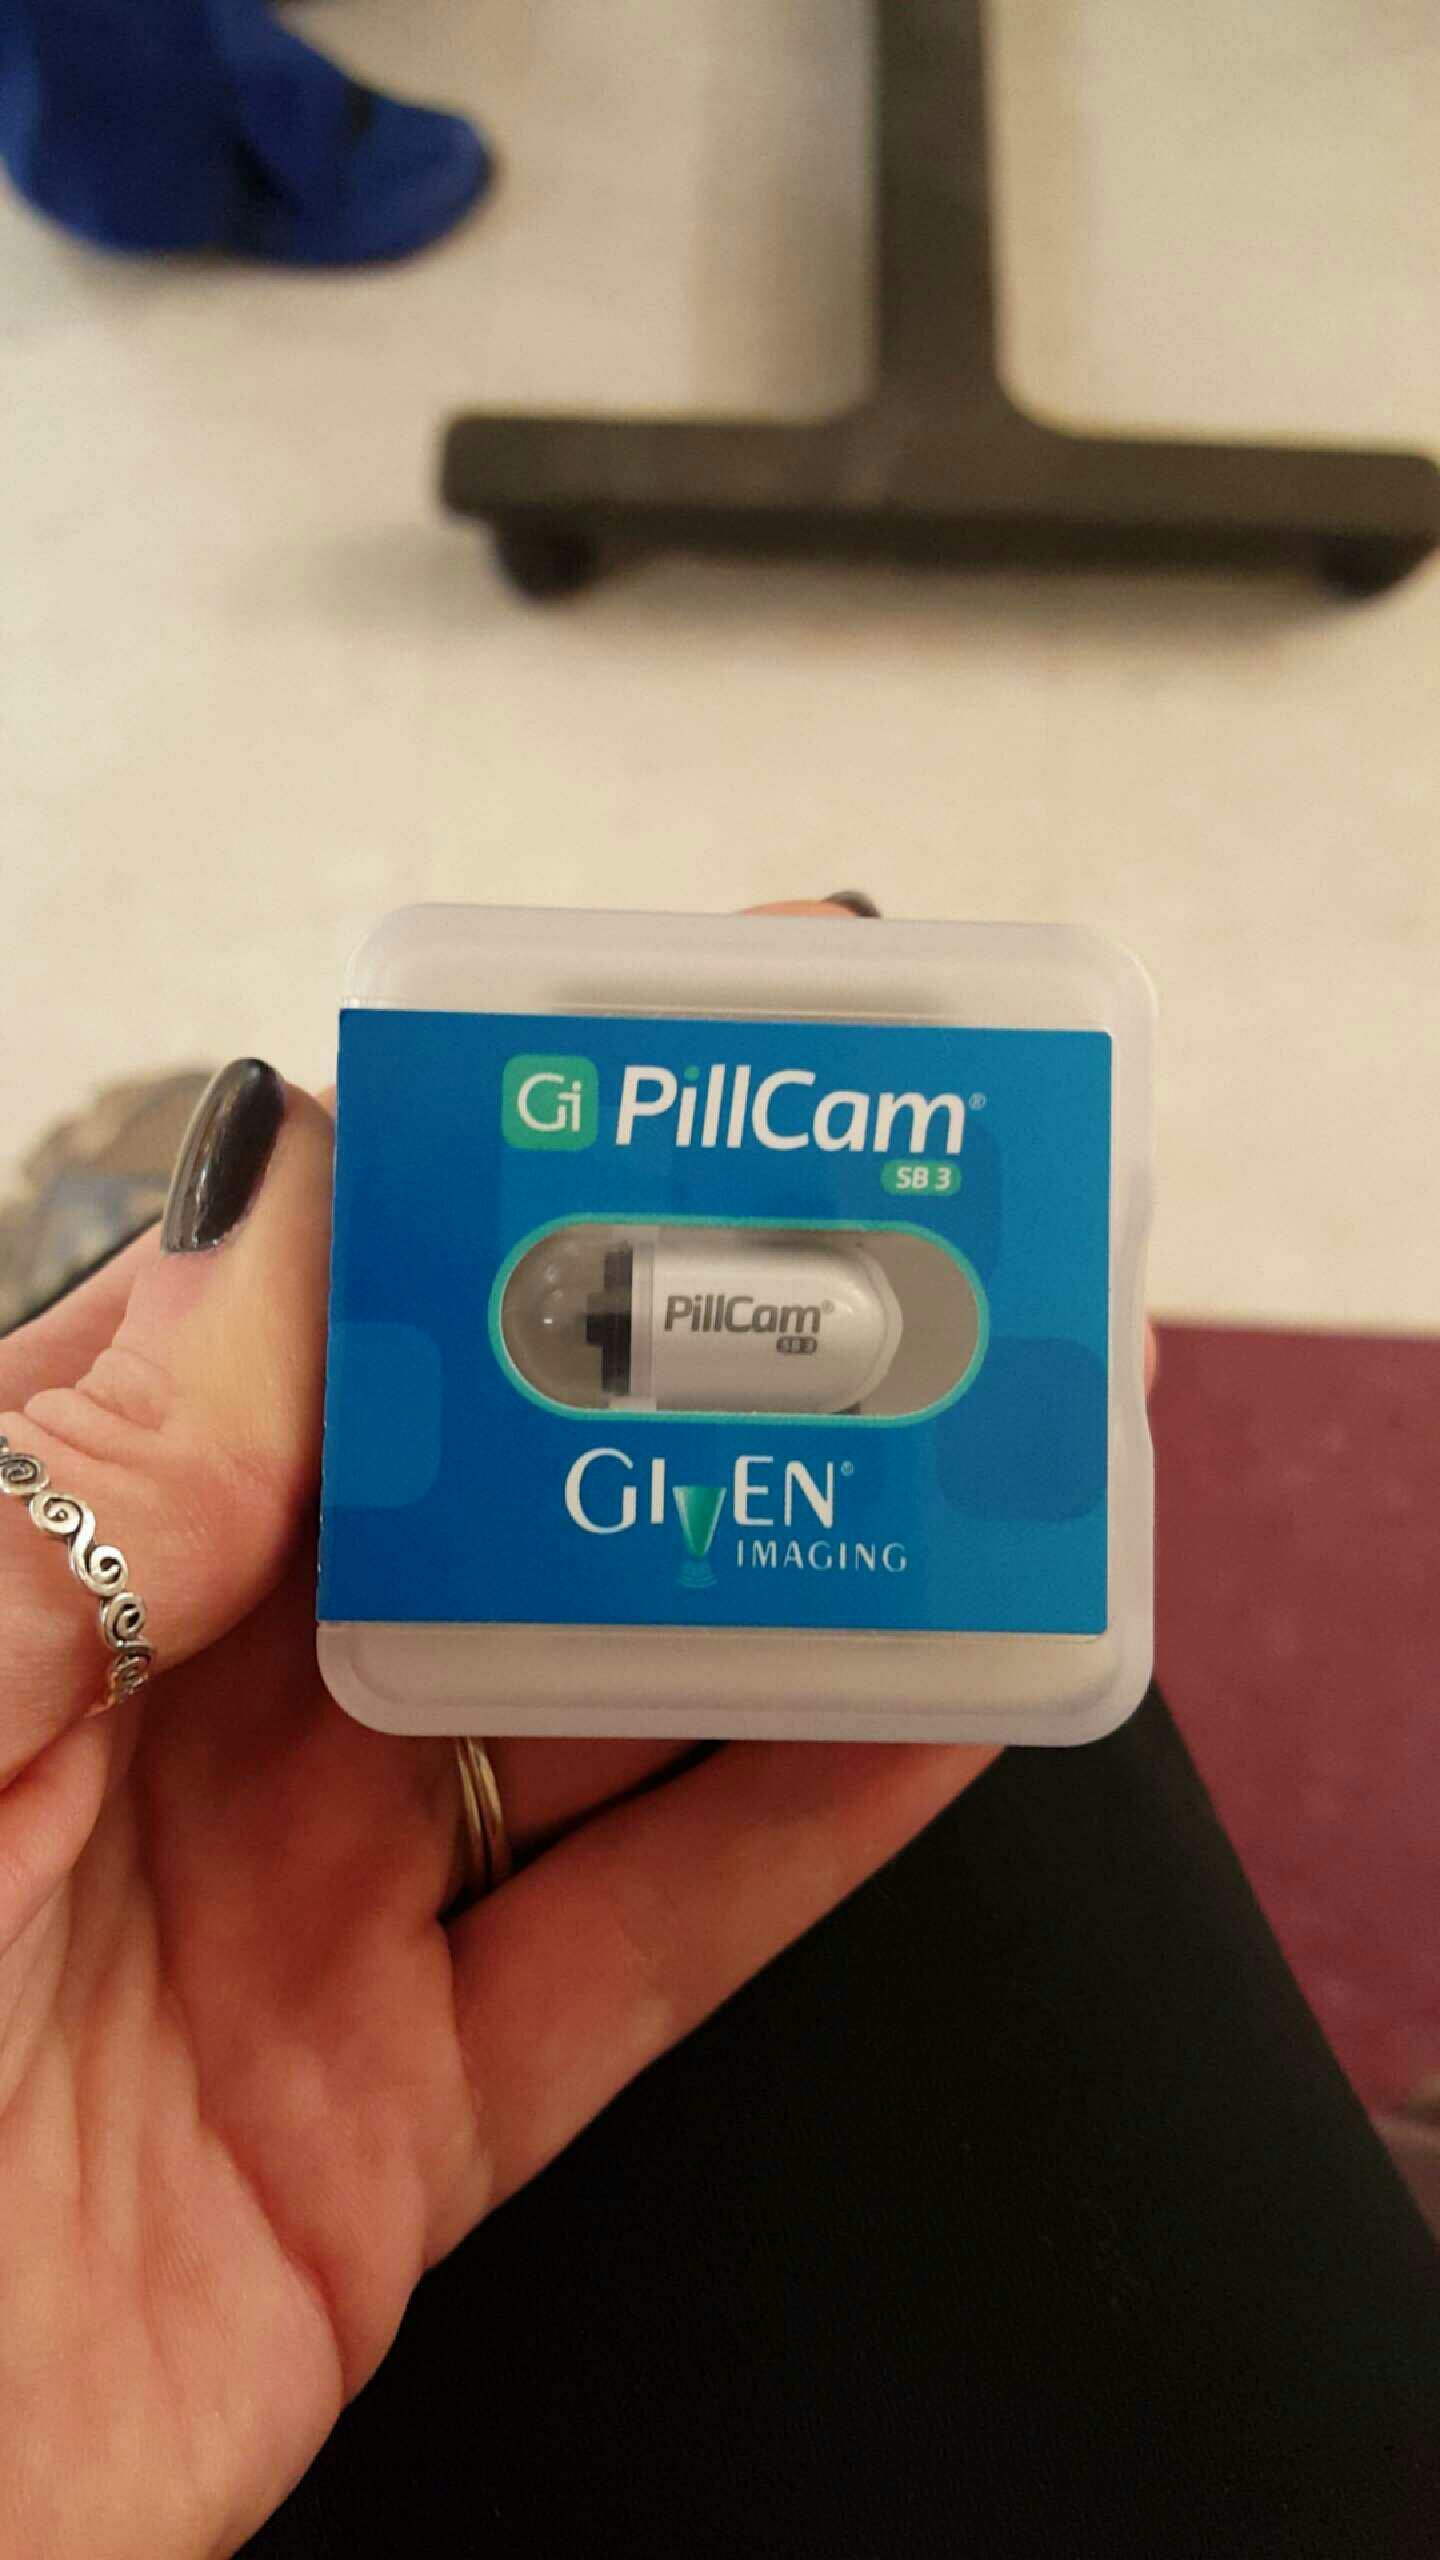 Gi PillCam®
SB 3
PillCam®
SB 3
GIVEN®
IMAGING